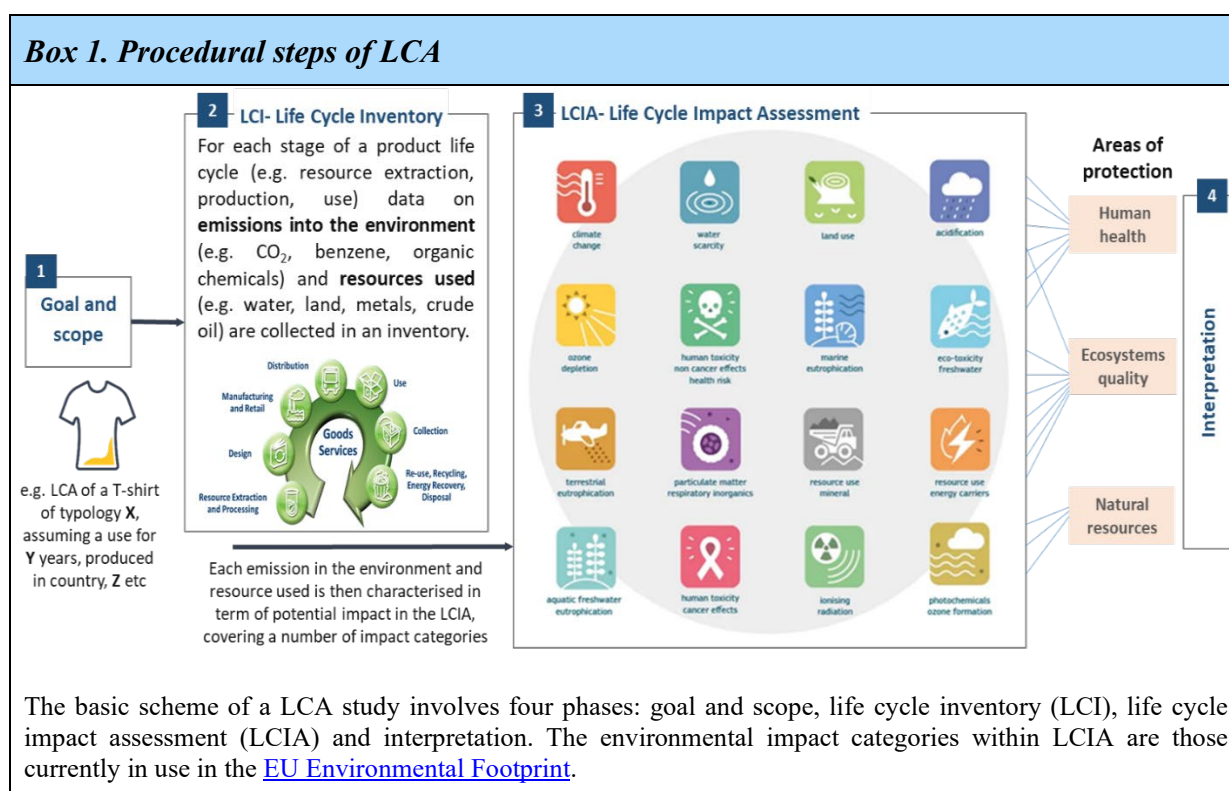 Box 1. Procedural steps of LCA
1
Goal and
scope
e.g. LCA of a T-shirt
of typology X,
assuming a use for
Y years, produced
in country, Z etc
2
LCI- Life Cycle Inventory
For each stage of a product life
cycle (e.g. resource extraction,
production, use) data on
emissions into the environment
(e.g. CO₂, benzene, organic
chemicals) and resources used
(e.g. water, land, metals, crude
oil) are collected in an inventory.
Distribution
Use
Manufacturing
and Retail
Collection
Goods
Services
Design
Re-use, Recycling,
Energy Recovery,
Disposal
Resource Extraction
and Processing
Each emission in the environment and
resource used is then characterised in
term of potential impact in the LCIA,
covering a number of impact categories
3
LCIA- Life Cycle Impact Assessment
climate
change
water
scarcity
land use
acidification
ozone
depletion
human toxicity
non cancer effects
health risk
marine
eutrophication
eco-toxicity
freshwater
terrestrial
eutrophication
particulate matter
respiratory inorganics
resource use
mineral
resource use
energy carriers
aquatic freshwater
eutrophication
human toxicity
cancer effects
ionising
radiation
photochemicals
ozone formation
Areas of
protection
Human
health
Ecosystems
quality
Natural
resources
4
Interpretation
The basic scheme of a LCA study involves four phases: goal and scope, life cycle inventory (LCI), life cycle
impact assessment (LCIA) and interpretation. The environmental impact categories within LCIA are those
currently in use in the EU Environmental Footprint.